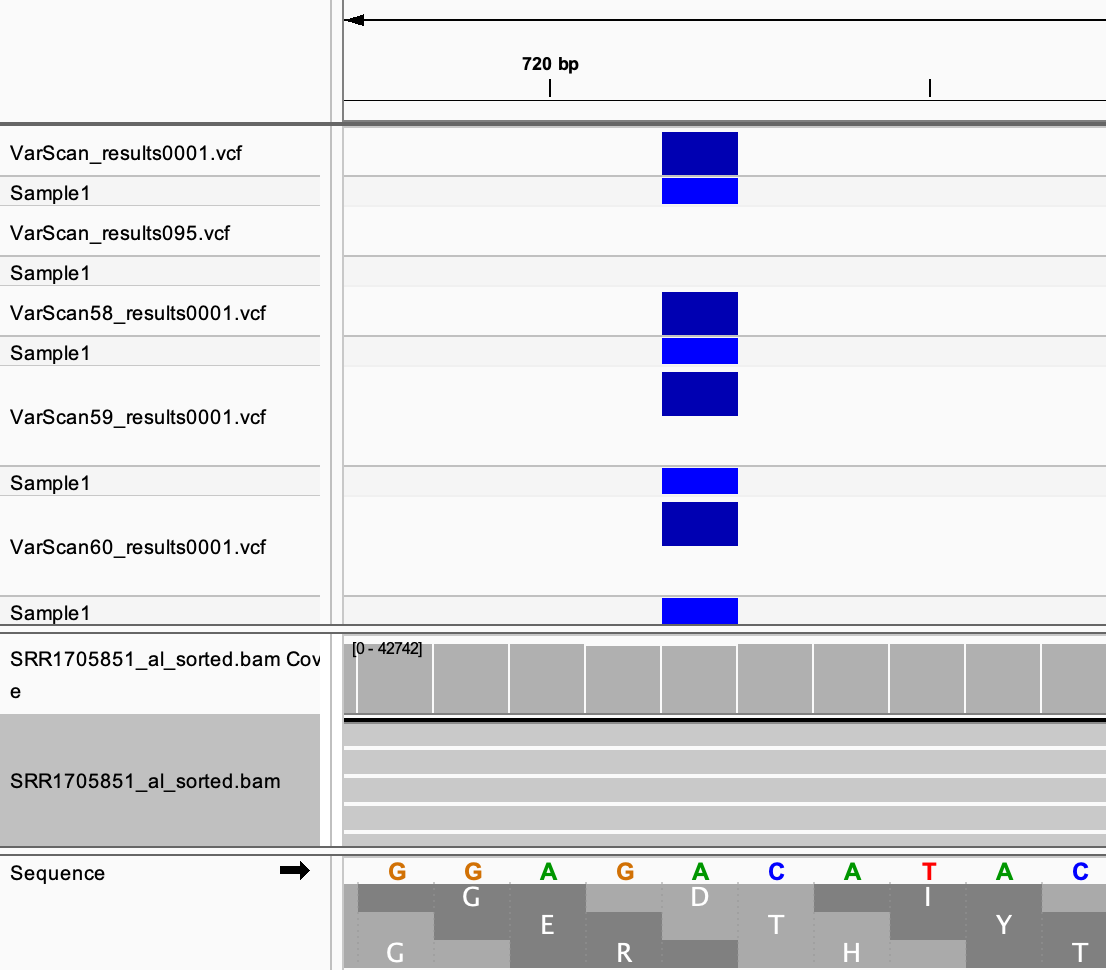 720 bp
VarScan_results0001.vcf
Sample1
VarScan_results095.vcf
Sample1
VarScan58_results0001.vcf
Sample1
VarScan59_results0001.vcf
Sample1
VarScan60_results0001.vcf
Sample1
SRR1705851_al_sorted.bam Cov
e
[0 - 42742]
SRR1705851_al_sorted.bam
Sequence
G G A G A C A T A C
G D I
E T Y
G R H T